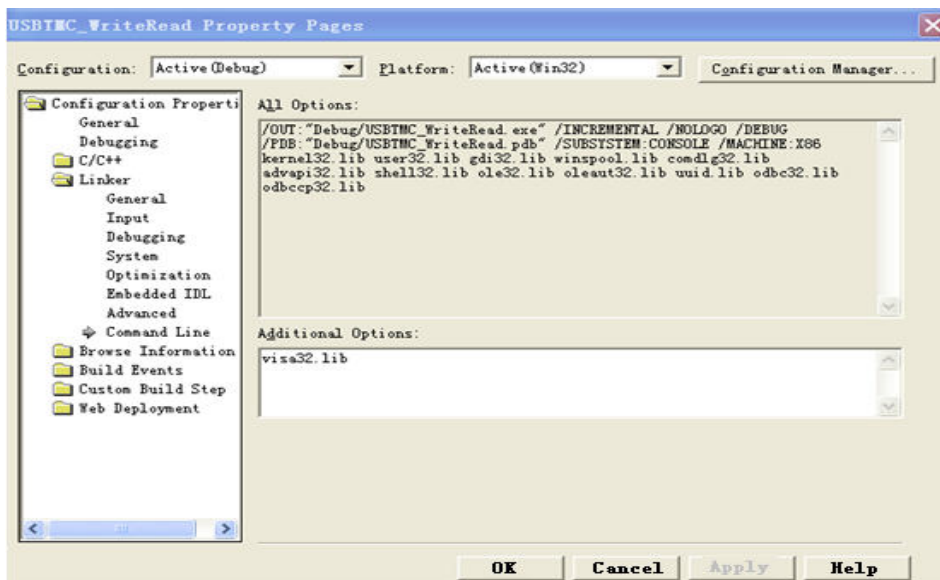 USBTMC_WriteRead Property Pages
Configuration: Active(Debug) Platform: Active(Win32) Configuration Manager...
Configuration Properti
General
Debugging
C/C++
Linker
General
Input
Debugging
System
Optimization
Embedded IDL
Advanced
Command Line
Browse Information
Build Events
Custom Build Step
Web Deployment
All Options:
/OUT:"Debug/USBTMC_WriteRead.exe" /INCREMENTAL /NOLOGO /DEBUG
/PDB:"Debug/USBTMC_WriteRead.pdb" /SUBSYSTEM:CONSOLE /MACHINE:X86
kernel32.lib user32.lib gdi32.lib winspool.lib comdlg32.lib
advapi32.lib shell32.lib ole32.lib oleaut32.lib uuid.lib odbc32.lib
odbccp32.lib
Additional Options:
visa32.lib
OK Cancel Apply Help